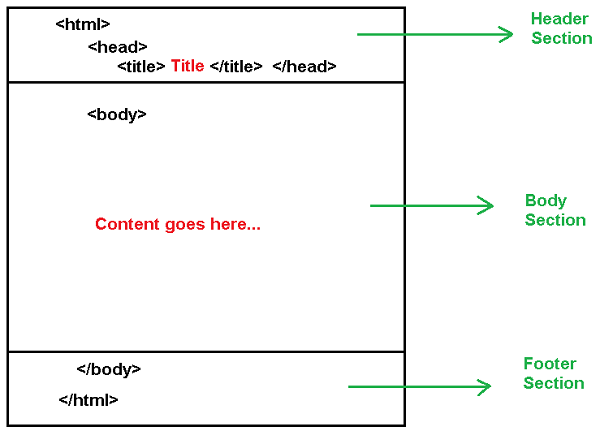 <html>
<head>
<title> Title </title> </head>
Header
Section
<body>
Content goes here...
Body
Section
</body>
</html>
Footer
Section